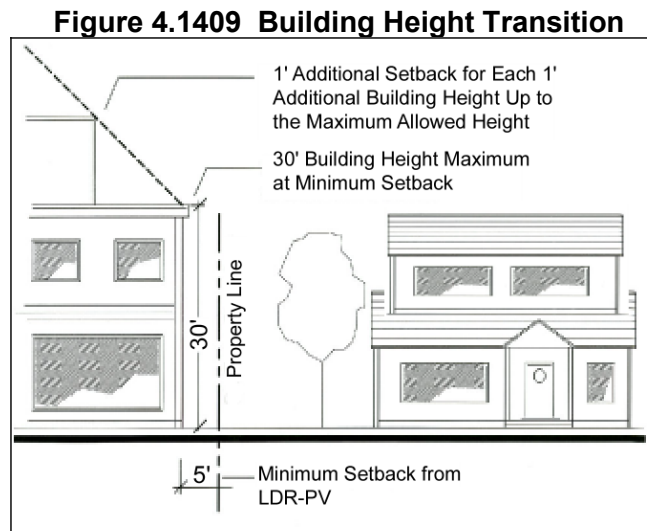 Figure 4.1409 Building Height Transition
1' Additional Setback for Each 1'
Additional Building Height Up to
the Maximum Allowed Height
30' Building Height Maximum
at Minimum Setback
30'
Property Line
5'
Minimum Setback from
LDR-PV